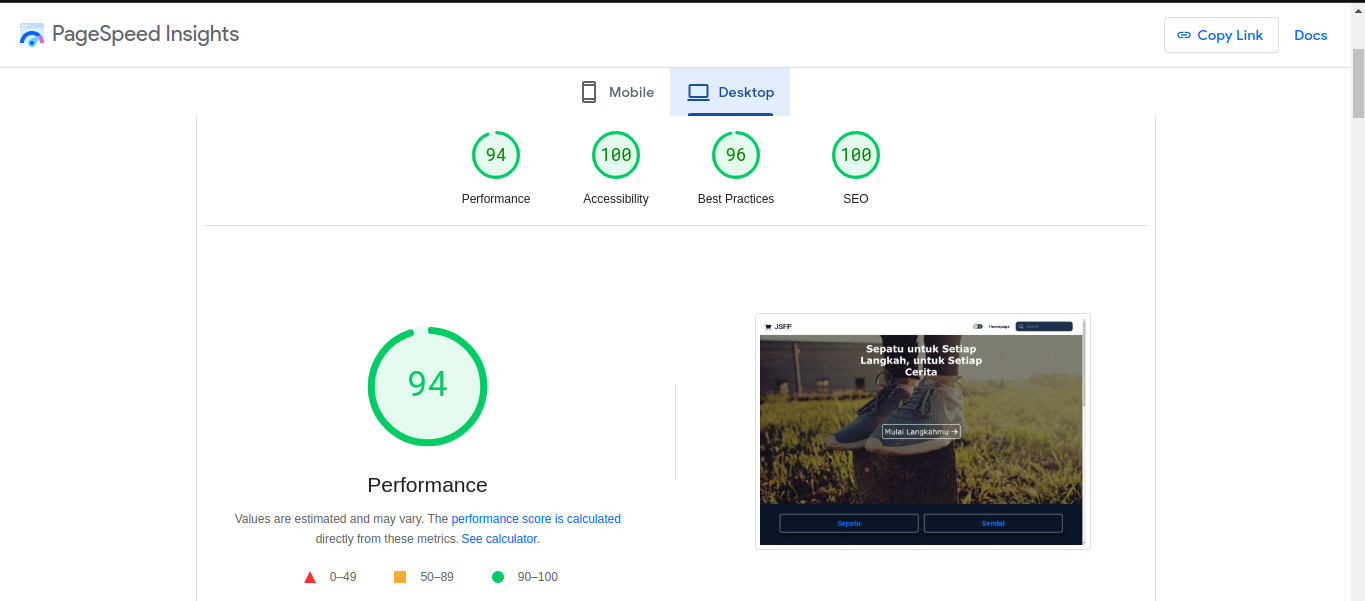 PageSpeed Insights
Copy Link
Docs
Mobile
Desktop
94
100
96
100
Performance
Accessibility
Best Practices
SEO
94
Performance
Values are estimated and may vary. The performance score is calculated
directly from these metrics. See calculator.
0–49
50–89
90–100
JSFP
Homepage
Sepatu untuk Setiap
Langkah, untuk Setiap
Cerita
Mulai Langkahmu →
Sepatu
Sendal